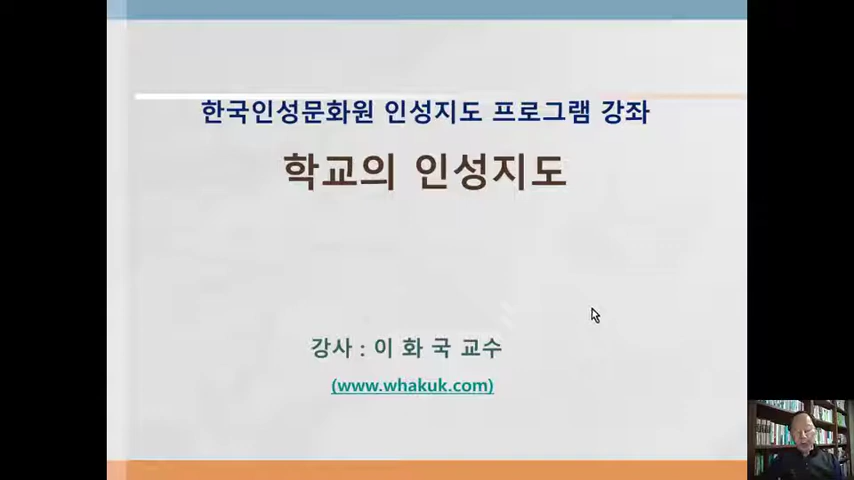 한국인성문화원 인성지도 프로그램 강좌
학교의 인성지도
강사 : 이 화 국 교수
(www.whakuk.com)